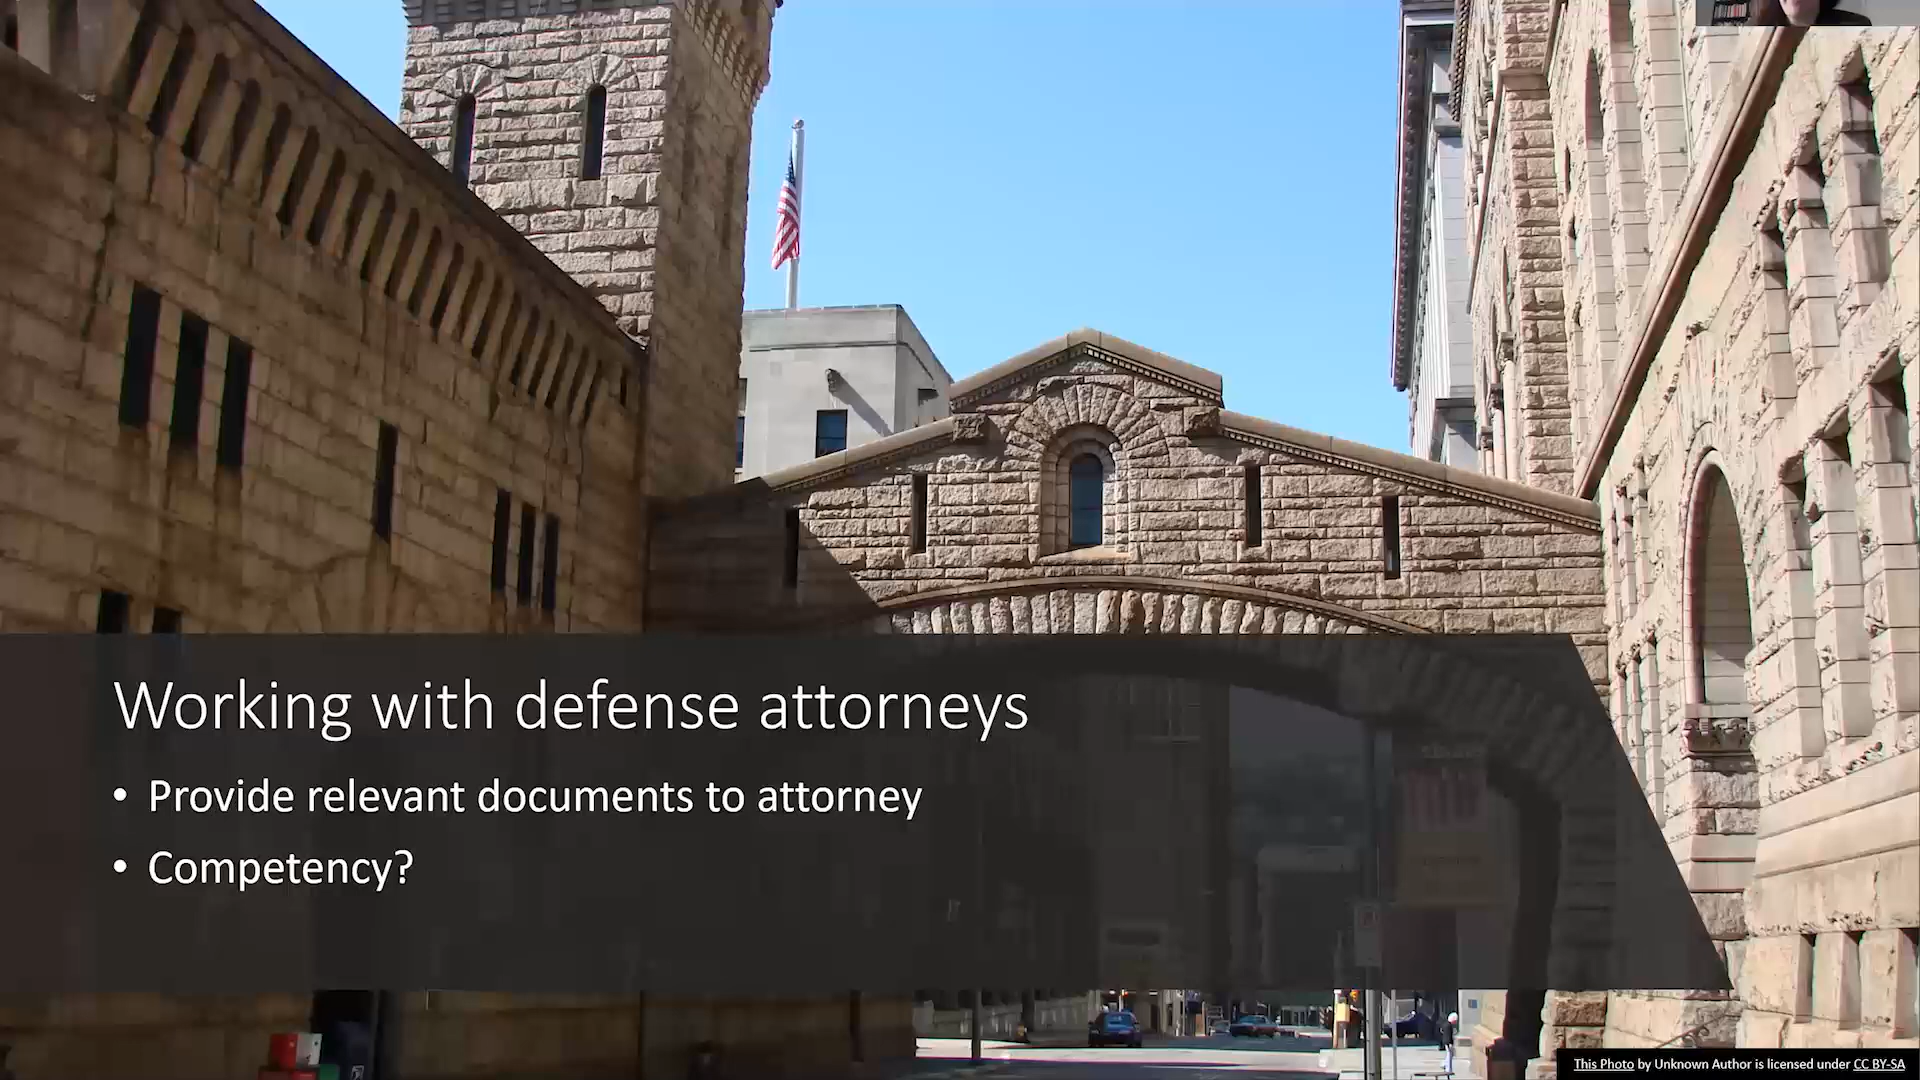 Working with defense attorneys
• Provide relevant documents to attorney
• Competency?
This Photo by Unknown Author is licensed under CC BY-SA